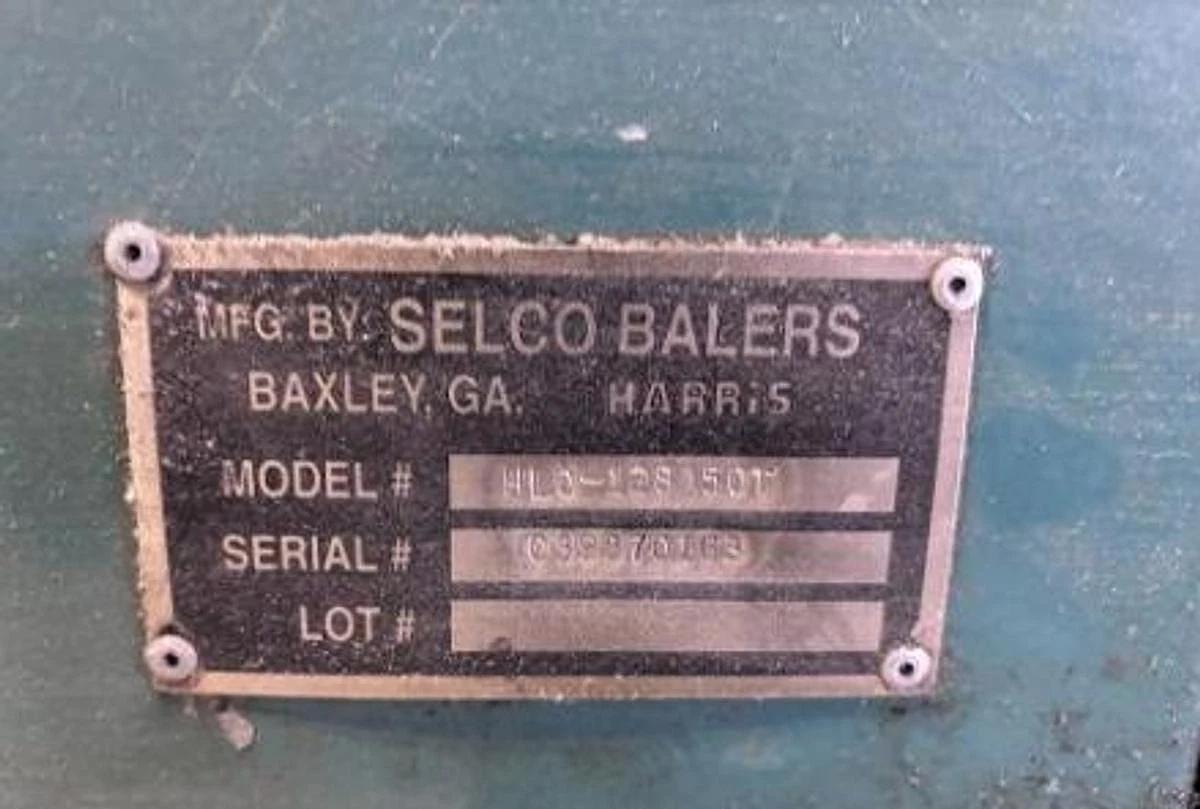 MFG. BY: SELCO BALERS
BAXLEY, GA. HARRIS
MODEL #
SERIAL #
LOT #